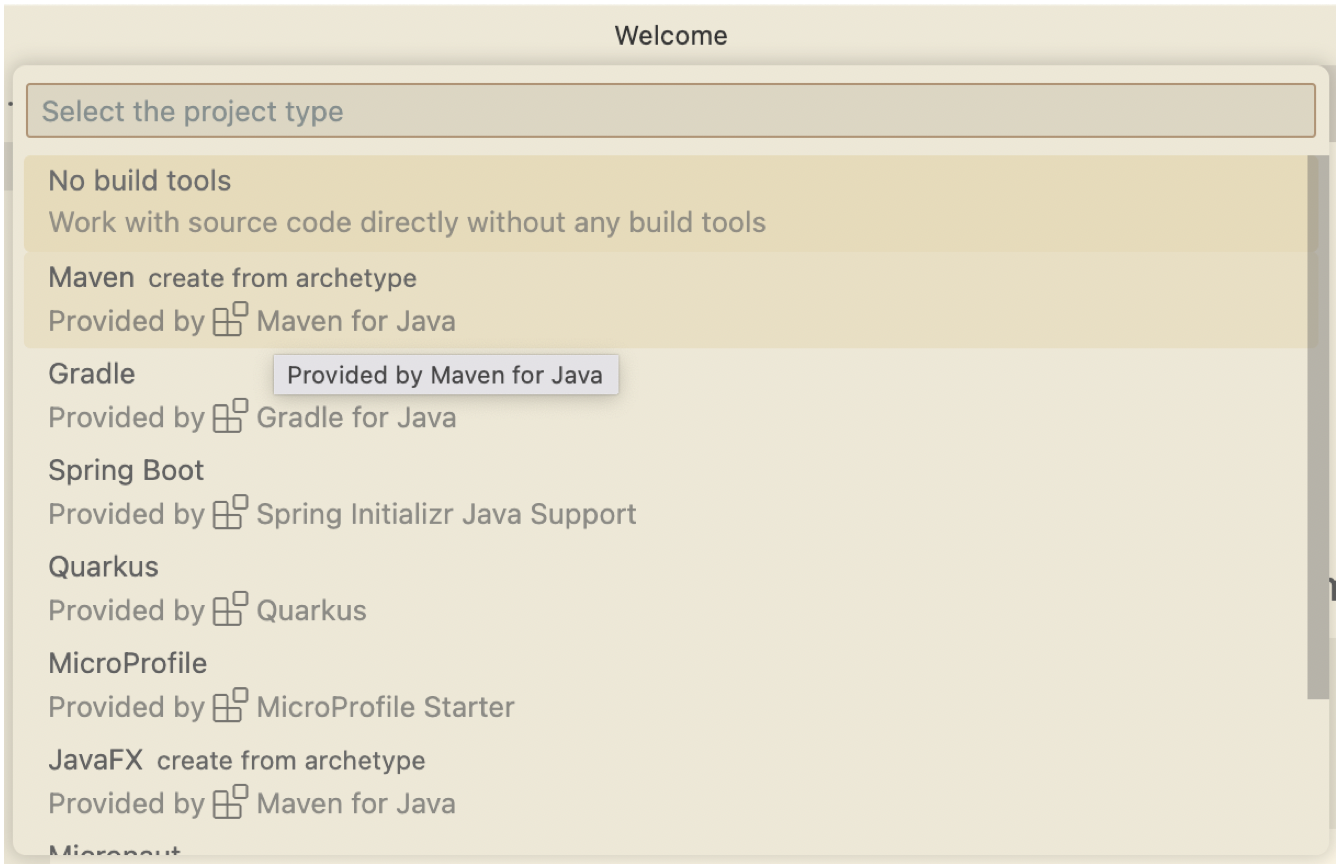 Welcome
Select the project type
No build tools
Work with source code directly without any build tools
Maven create from archetype
Provided by Maven for Java
Gradle
Provided by Maven for Java
Provided by Gradle for Java
Spring Boot
Provided by Spring Initializr Java Support
Quarkus
Provided by Quarkus
MicroProfile
Provided by MicroProfile Starter
JavaFX create from archetype
Provided by Maven for Java
Micronaut